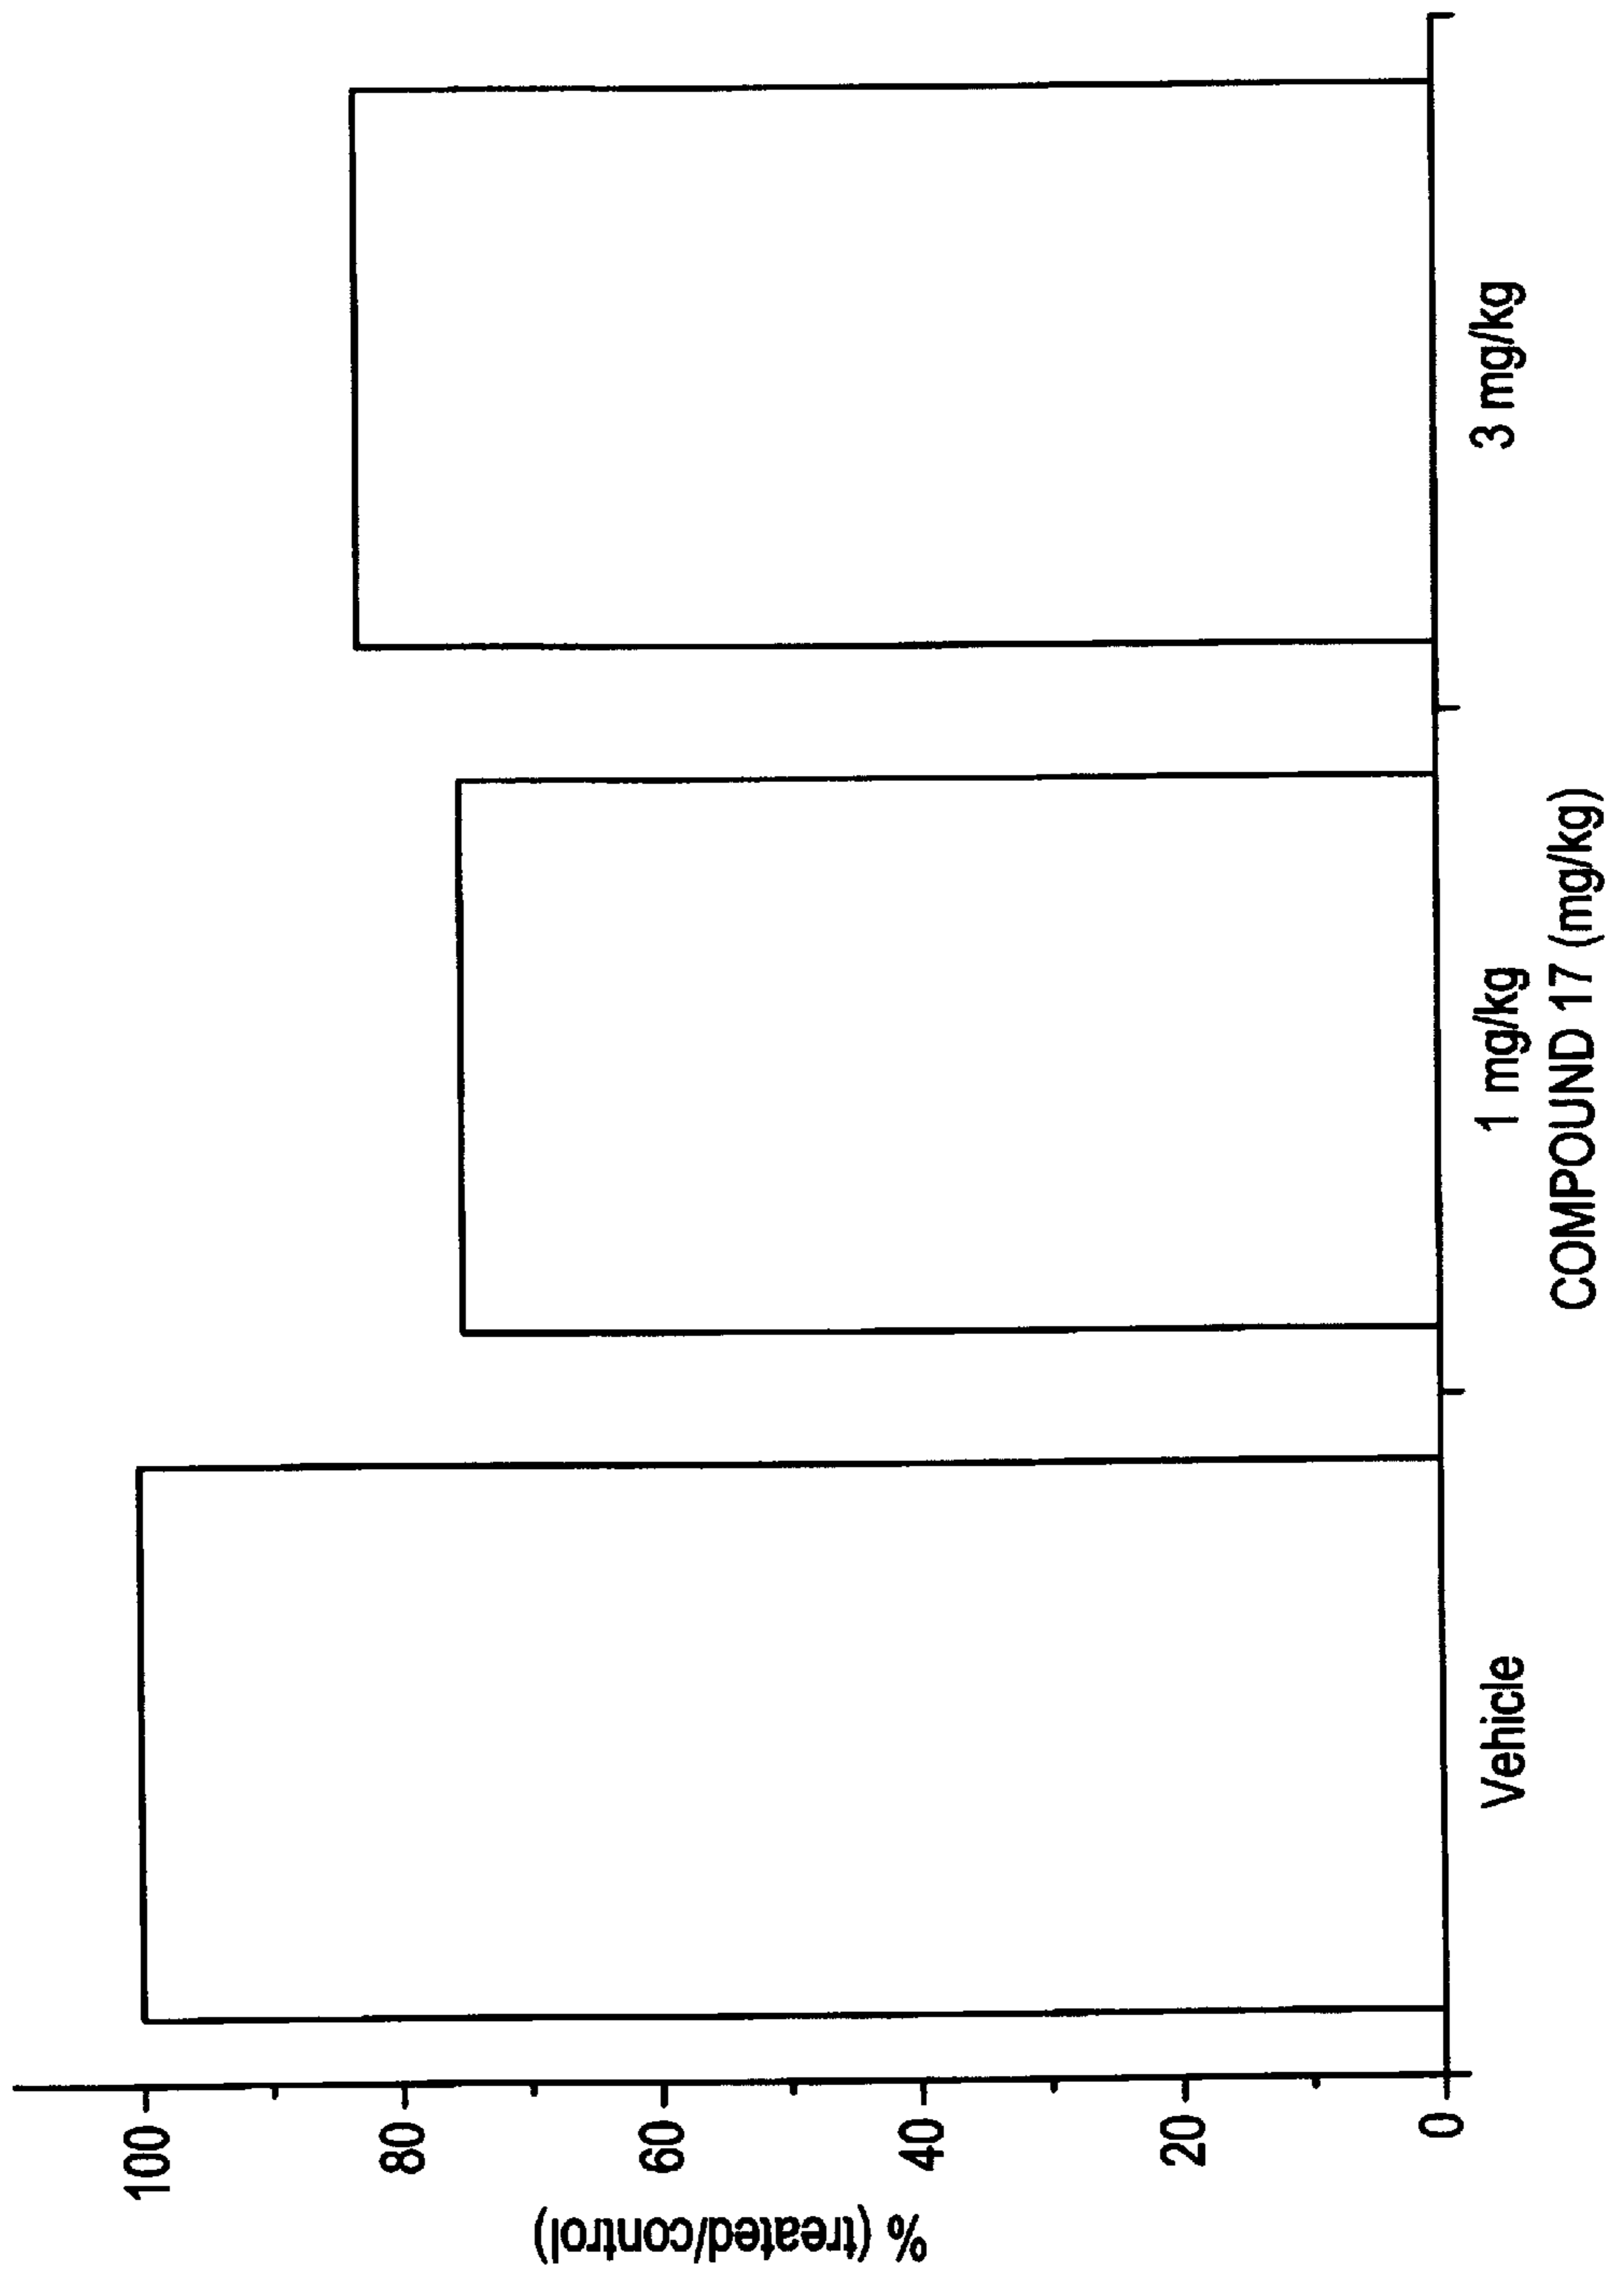 % (treated/control)
100
80
60
40
20
0
Vehicle
1 mg/kg
3 mg/kg
COMPOUND 17 (mg/kg)